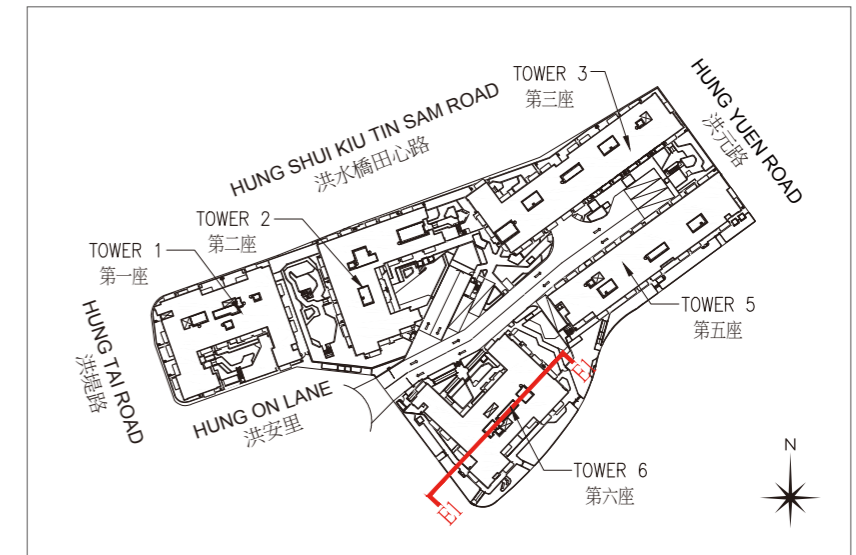 TOWER 3
第三座
HUNG YUEN ROAD
洪元路
HUNG SHUI KIU TIN SAM ROAD
洪水橋田心路
TOWER 2
第二座
TOWER 1
第一座
HUNG TAI ROAD
洪堤路
TOWER 5
第五座
HUNG ON LANE
洪安里
E1
E1
TOWER 6
第六座
N